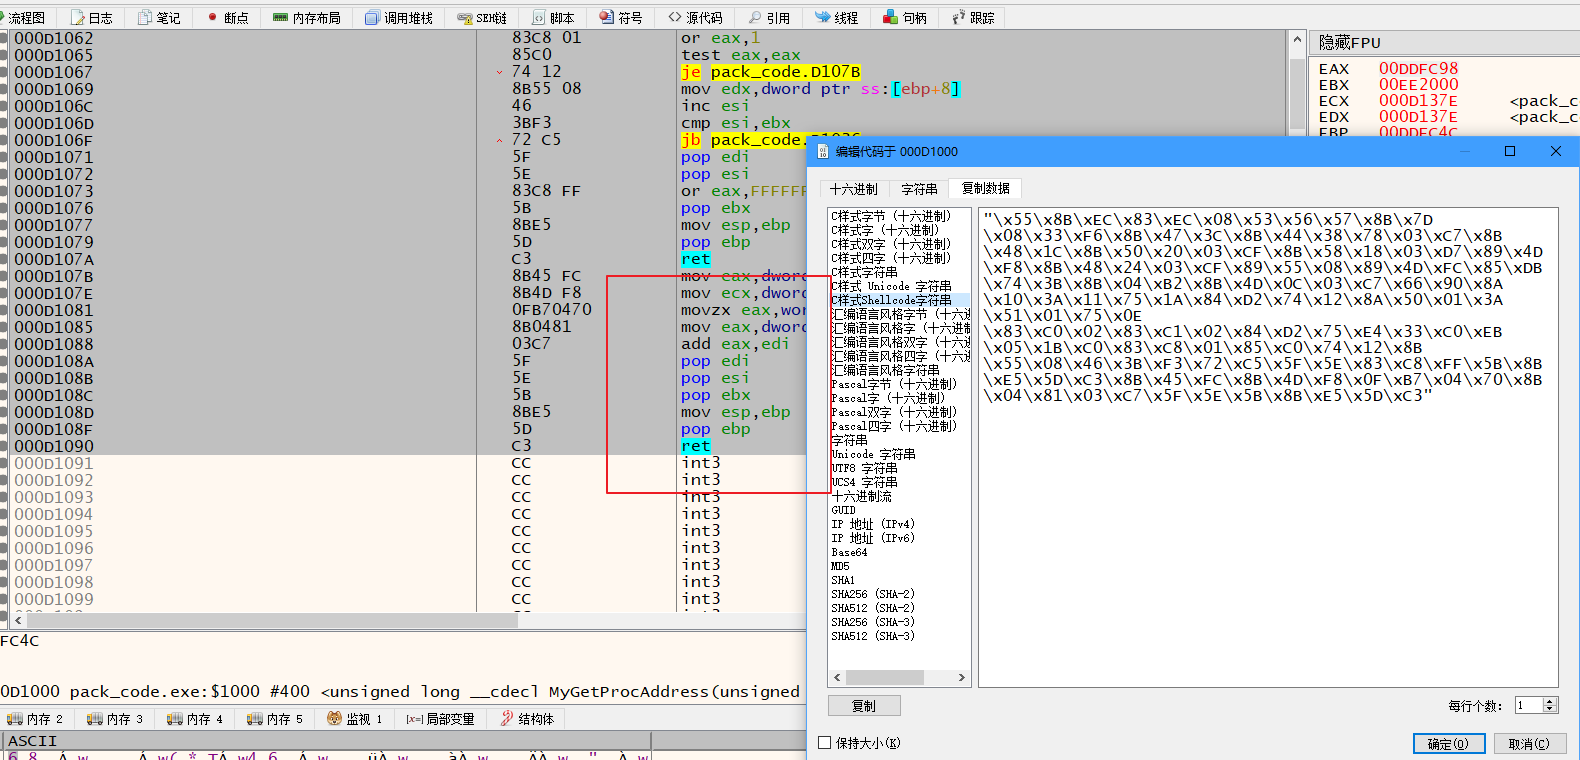 流程图 日志 笔记 断点 内存布局 调用堆栈 SEH链 脚本 符号 源代码 引用 线程 句柄 跟踪
000D1062 83C8 01 or eax,1
000D1065 85C0 test eax,eax
000D1067 74 12 je pack_code.D107B
000D1069 8B55 08 mov edx,dword ptr ss:[ebp+8]
000D106C 46 inc esi
000D106D 3BF3 cmp esi,ebx
000D106F 72 C5 jb pack_code.
000D1071 5F pop edi
000D1072 5E pop esi
000D1073 83C8 FF or eax,FFFFFF
000D1076 5B pop ebx
000D1077 8BE5 mov esp,ebp
000D1079 5D pop ebp
000D107A C3 ret
000D107B 8B45 FC mov eax,dword
000D107E 8B4D F8 mov ecx,dword
000D1081 0FB70470 movzx eax,wor
000D1085 8B0481 mov eax,dword
000D1088 03C7 add eax,edi
000D108A 5F pop edi
000D108B 5E pop esi
000D108C 5B pop ebx
000D108D 8BE5 mov esp,ebp
000D108F 5D pop ebp
000D1090 C3 ret
000D1091 CC int3
000D1092 CC int3
000D1093 CC int3
000D1094 CC int3
000D1095 CC int3
000D1096 CC int3
000D1097 CC int3
000D1098 CC int3
000D1099 CC int3
隐藏FPU
EAX 00DDFC98
EBX 00EE2000
ECX 000D137E <pack_c
EDX 000D137E <pack_c
EBP 00DDFC4C
编辑代码于 000D1000
十六进制 字符串 复制数据
C样式字节 (十六进制)
C样式字 (十六进制)
C样式双字 (十六进制)
C样式四字 (十六进制)
C样式字符串
C样式 Unicode 字符串
C样式Shellcode字符串
汇编语言风格字节 (十六进
汇编语言风格字 (十六进制
汇编语言风格双字 (十六进
汇编语言风格四字 (十六进
汇编语言风格字符串
Pascal字节 (十六进制)
Pascal字 (十六进制)
Pascal双字 (十六进制)
Pascal四字 (十六进制)
字符串
Unicode 字符串
UTF8 字符串
UCS4 字符串
十六进制流
GUID
IP 地址 (IPv4)
IP 地址 (IPv6)
Base64
MD5
SHA1
SHA256 (SHA-2)
SHA512 (SHA-2)
SHA256 (SHA-3)
SHA512 (SHA-3)
"\x55\x8B\xEC\x83\xEC\x08\x53\x56\x57\x8B\x7D
\x08\x33\xF6\x8B\x47\x3C\x8B\x44\x38\x78\x03\xC7\x8B
\x48\x1C\x8B\x50\x20\x03\xCF\x8B\x58\x18\x03\xD7\x89\x4D
\xF8\x8B\x48\x24\x03\xCF\x89\x55\x08\x89\x4D\xFC\x85\xDB
\x74\x3B\x8B\x04\xB2\x8B\x4D\x0C\x03\xC7\x66\x90\x8A
\x10\x3A\x11\x75\x1A\x84\xD2\x74\x12\x8A\x50\x01\x3A
\x51\x01\x75\x0E
\x83\xC0\x02\x83\xC1\x02\x84\xD2\x75\xE4\x33\xC0\xEB
\x05\x1B\xC0\x83\xC8\x01\x85\xC0\x74\x12\x8B
\x55\x08\x46\x3B\xF3\x72\xC5\x5F\x5E\x83\xC8\xFF\x5B\x8B
\xE5\x5D\xC3\x8B\x45\xFC\x8B\x4D\xF8\x0F\xB7\x04\x70\x8B
\x04\x81\x03\xC7\x5F\x5E\x5B\x8B\xE5\x5D\xC3"
复制
每行个数: 1
保持大小(K)
确定(O) 取消(C)
FC4C
0D1000 pack_code.exe:$1000 #400 <unsigned long __cdecl MyGetProcAddress(unsigned
内存 2 内存 3 内存 4 内存 5 监视 1 [x=]局部变量 结构体
ASCII